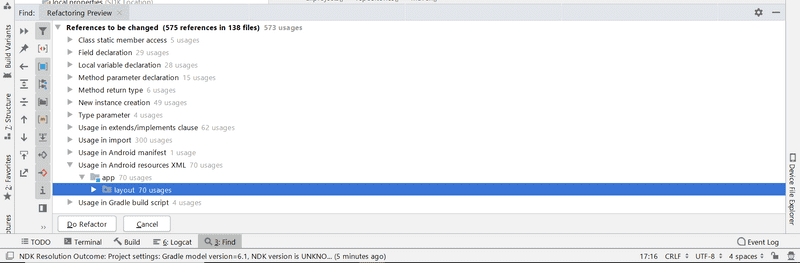 local.properties (SDK Location)
Find: Refactoring Preview ×
References to be changed (575 references in 138 files) 573 usages
Class static member access 5 usages
Field declaration 29 usages
Local variable declaration 28 usages
Method parameter declaration 15 usages
Method return type 6 usages
New instance creation 49 usages
Type parameter 4 usages
Usage in extends/implements clause 62 usages
Usage in import 300 usages
Usage in Android manifest 1 usage
Usage in Android resources XML 70 usages
app 70 usages
layout 70 usages
Usage in Gradle build script 4 usages
Do Refactor Cancel
Build Variants
7: Structure
2: Favorites
Device File Explorer
TODO Terminal Build 6: Logcat 3: Find Event Log
NDK Resolution Outcome: Project settings: Gradle model version=6.1, NDK version is UNKNO... (5 minutes ago) 17:16 CRLF UTF-8 4 spaces